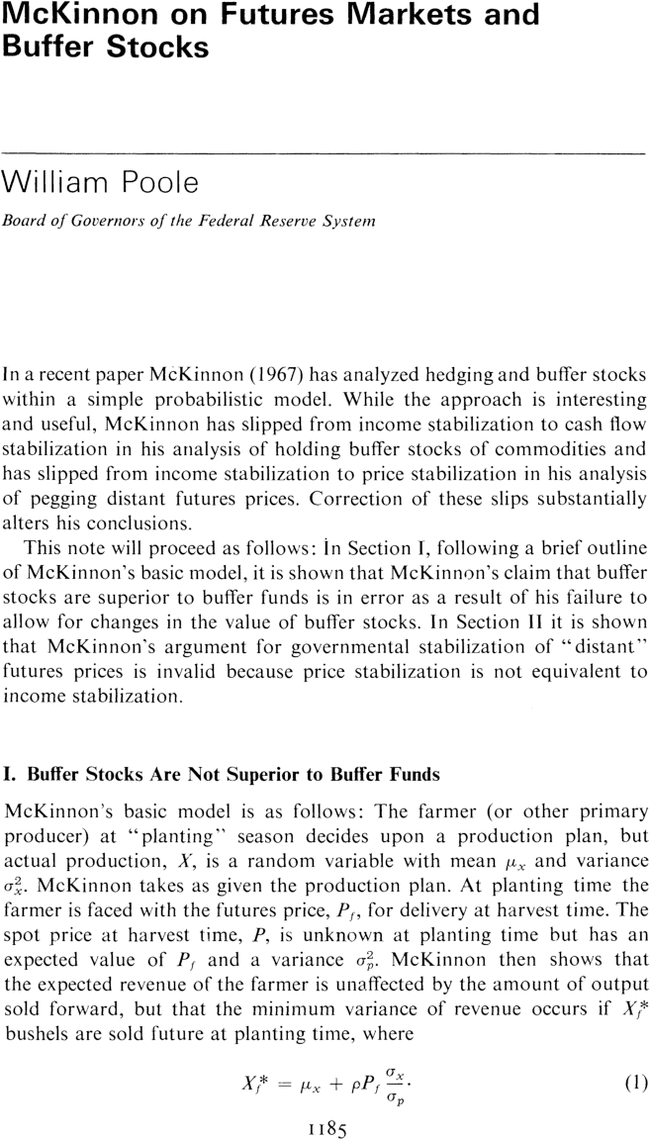 McKinnon on Futures Markets and
Buffer Stocks
William Poole
Board of Governors of the Federal Reserve System
In a recent paper McKinnon (1967) has analyzed hedging and buffer stocks
within a simple probabilistic model. While the approach is interesting
and useful, McKinnon has slipped from income stabilization to cash flow
stabilization in his analysis of holding buffer stocks of commodities and
has slipped from income stabilization to price stabilization in his analysis
of pegging distant futures prices. Correction of these slips substantially
alters his conclusions.
This note will proceed as follows: In Section I, following a brief outline
of McKinnon's basic model, it is shown that McKinnon's claim that buffer
stocks are superior to buffer funds is in error as a result of his failure to
allow for changes in the value of buffer stocks. In Section II it is shown
that McKinnon's argument for governmental stabilization of "distant"
futures prices is invalid because price stabilization is not equivalent to
income stabilization.
I. Buffer Stocks Are Not Superior to Buffer Funds
McKinnon's basic model is as follows: The farmer (or other primary
producer) at "planting" season decides upon a production plan, but
actual production, X, is a random variable with mean μₓ and variance
σ²ₓ. McKinnon takes as given the production plan. At planting time the
farmer is faced with the futures price, P_f, for delivery at harvest time. The
spot price at harvest time, P, is unknown at planting time but has an
expected value of P_f and a variance σ²ₚ. McKinnon then shows that
the expected revenue of the farmer is unaffected by the amount of output
sold forward, but that the minimum variance of revenue occurs if X_f*
bushels are sold future at planting time, where
X_f* = μₓ + ρP_f σₓ/σₚ. (1)
1185